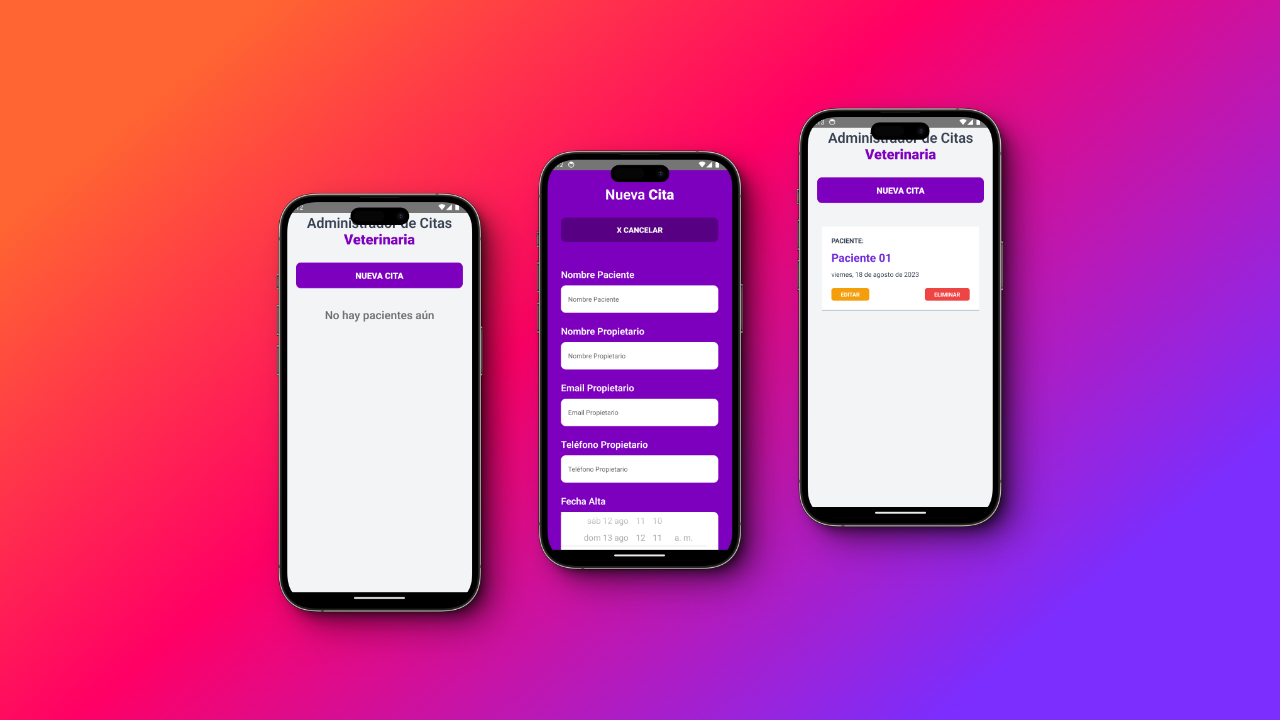 Administrador de Citas
Veterinaria
NUEVA CITA
No hay pacientes aún
Nueva Cita
X CANCELAR
Nombre Paciente
Nombre Paciente
Nombre Propietario
Nombre Propietario
Email Propietario
Email Propietario
Teléfono Propietario
Teléfono Propietario
Fecha Alta
sáb 12 ago 11 10
dom 13 ago 12 11 a. m.
Administrador de Citas
Veterinaria
NUEVA CITA
PACIENTE:
Paciente 01
viernes, 18 de agosto de 2023
EDITAR
ELIMINAR